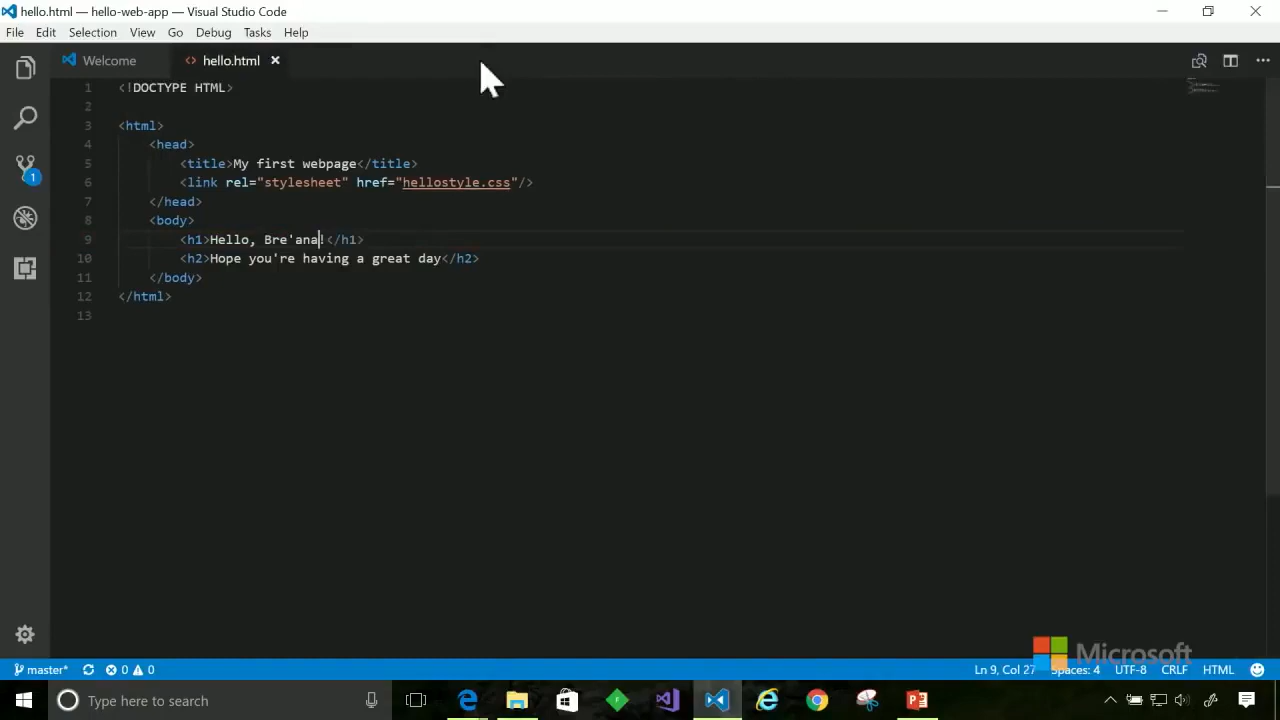 hello.html — hello-web-app — Visual Studio Code
File Edit Selection View Go Debug Tasks Help
Welcome <> hello.html
1 <!DOCTYPE HTML>
2
3 <html>
4 <head>
5 <title>My first webpage</title>
6 <link rel="stylesheet" href="hellostyle.css"/>
7 </head>
8 <body>
9 <h1>Hello, Bre'ana!</h1>
10 <h2>Hope you're having a great day</h2>
11 </body>
12 </html>
13
1
Microsoft
master* 0 0 Ln 9, Col 27 Spaces: 4 UTF-8 CRLF HTML
Type here to search